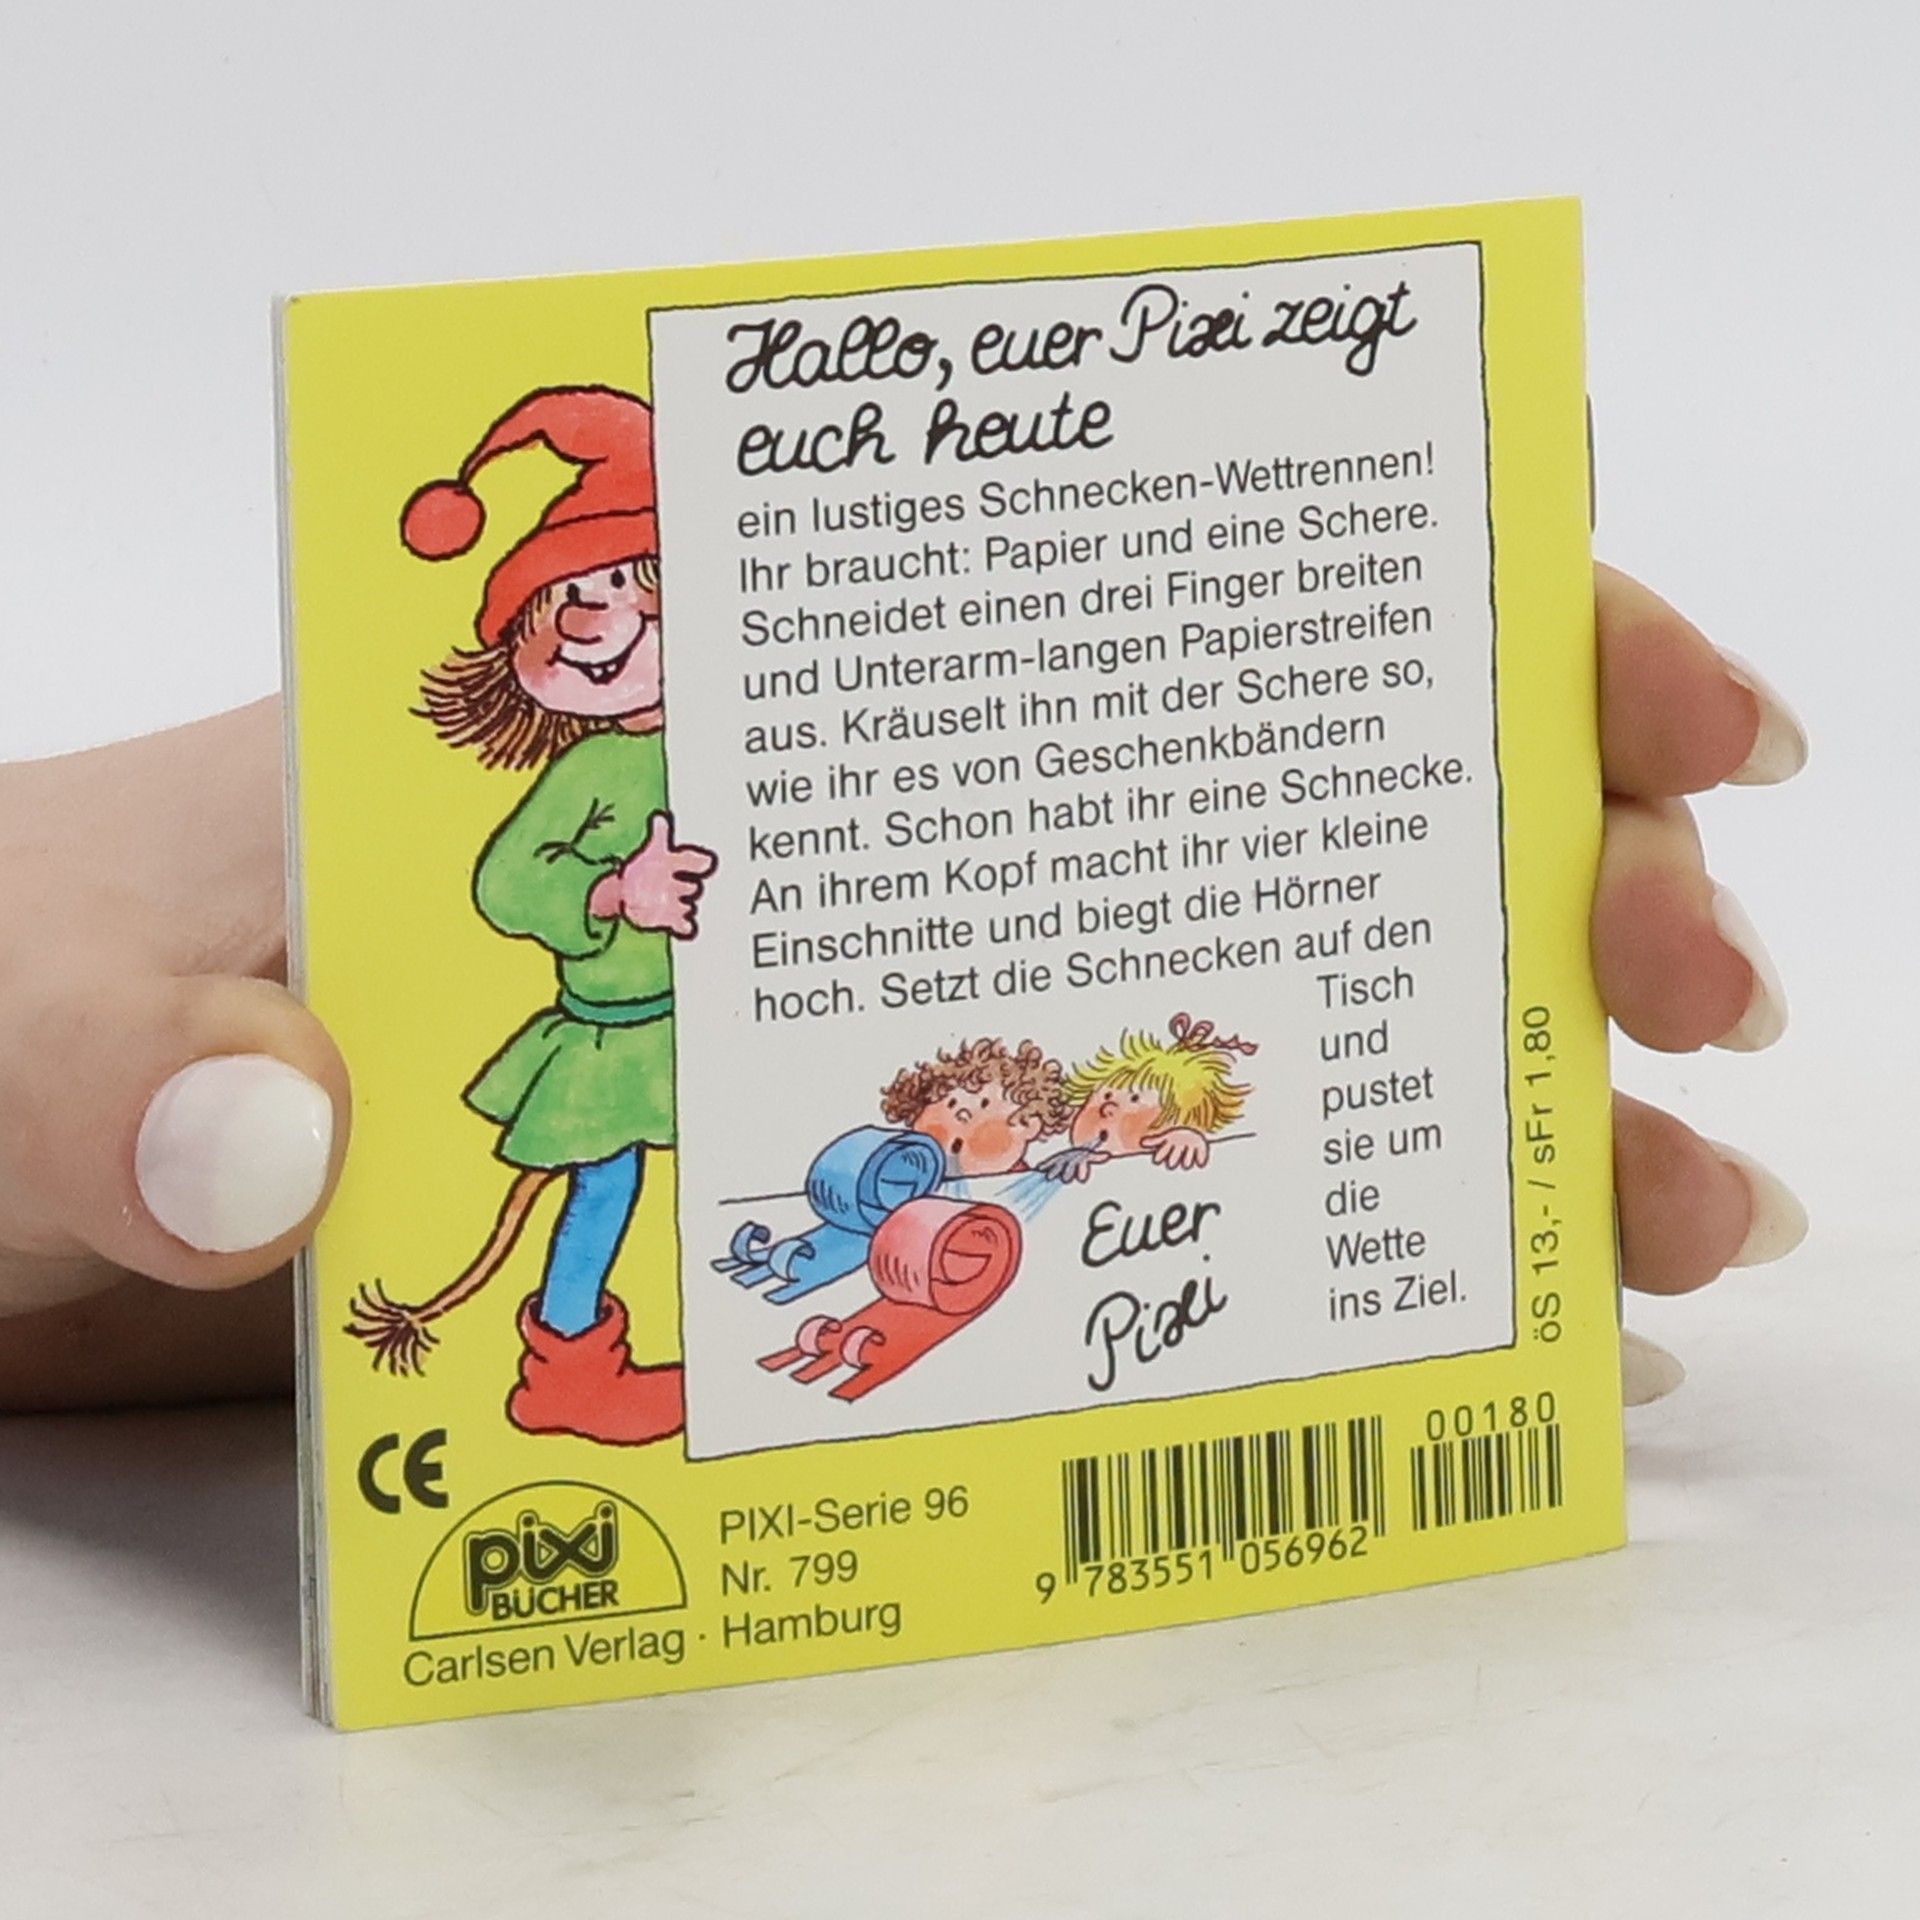 Hallo, euer Pixi zeigt
euch heute
ein lustiges Schnecken-Wettrennen!
Ihr braucht: Papier und eine Schere.
Schneidet einen drei Finger breiten
und Unterarm-langen Papierstreifen
aus. Kräuselt ihn mit der Schere so,
wie ihr es von Geschenkbändern
kennt. Schon habt ihr eine Schnecke.
An ihrem Kopf macht ihr vier kleine
Einschnitte und biegt die Hörner
hoch. Setzt die Schnecken auf den
Tisch
und
pustet
sie um
die
Wette
ins Ziel.
Euer
Pixi
öS 13,- / sFr 1,80
CE
pixi
BÜCHER
PIXI-Serie 96
Nr. 799
Carlsen Verlag · Hamburg
00180
9 783551 056962